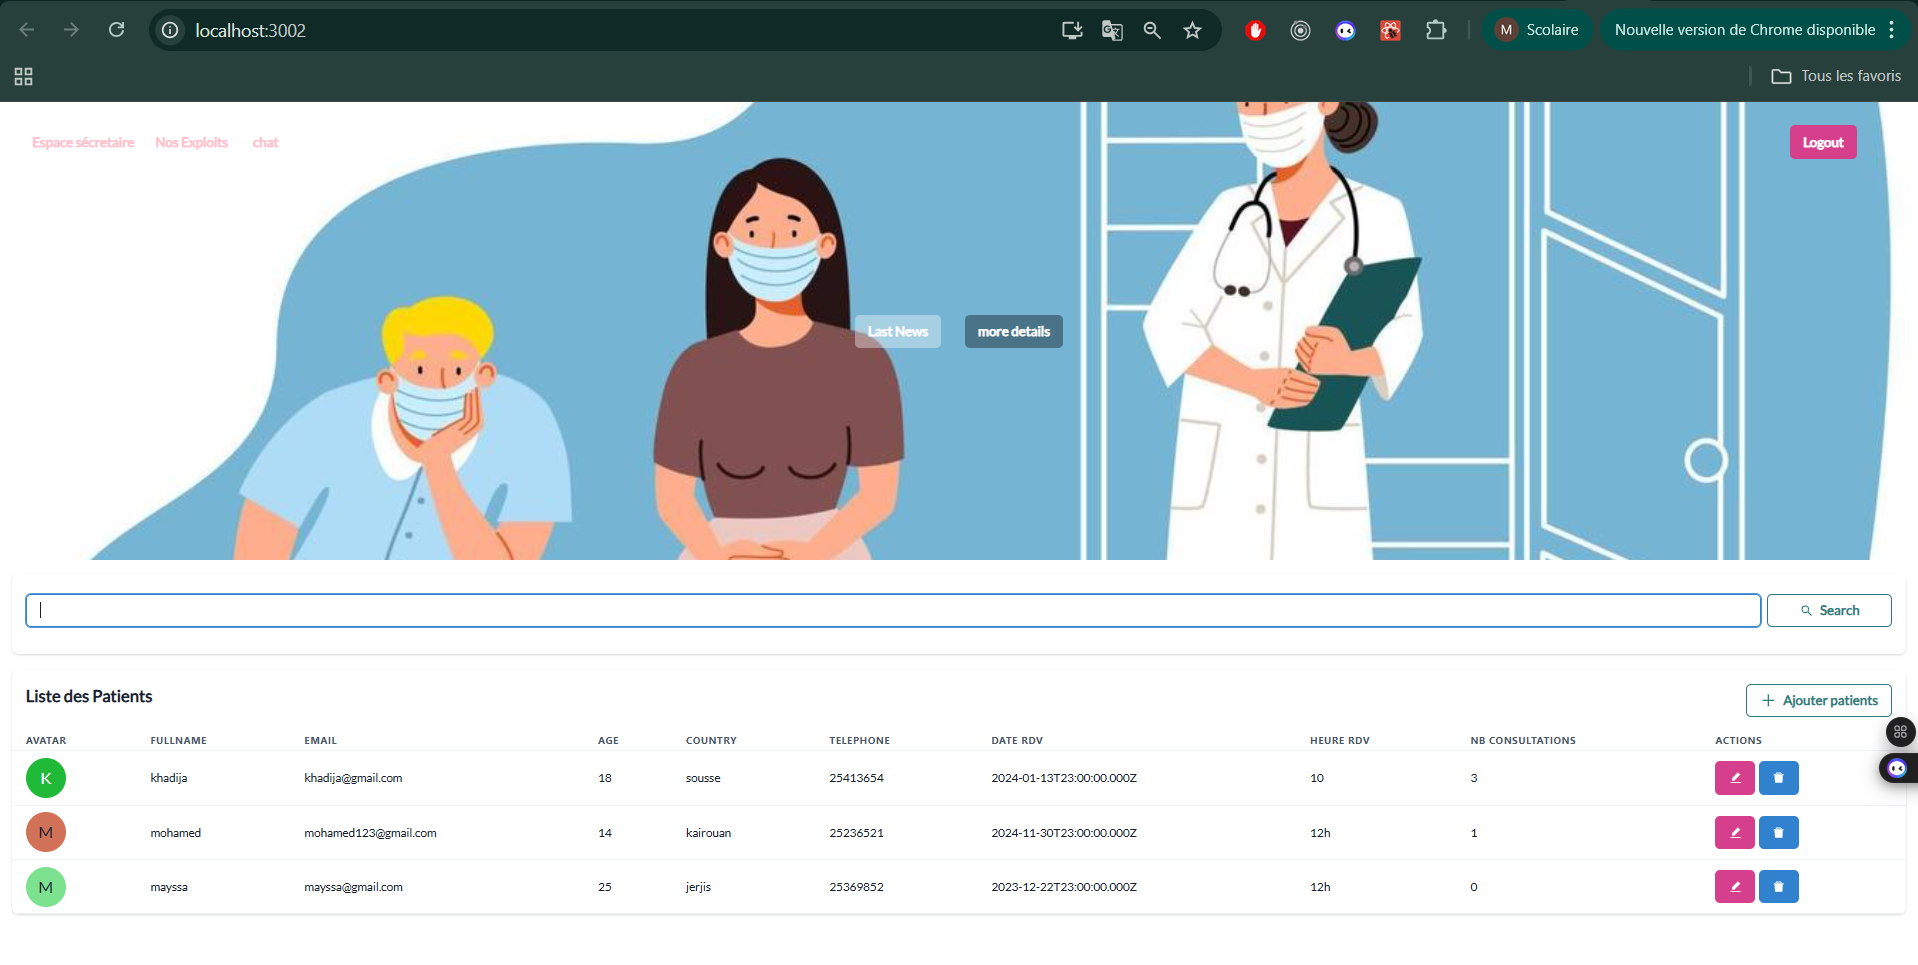 localhost:3002
M Scolaire
Nouvelle version de Chrome disponible
Tous les favoris
Espace sécretaire Nos Exploits chat
Logout
Last News more details
Search
Liste des Patients
Ajouter patients
AVATAR FULLNAME EMAIL AGE COUNTRY TELEPHONE DATE RDV HEURE RDV NB CONSULTATIONS ACTIONS
K khadija khadija@gmail.com 18 sousse 25413654 2024-01-13T23:00:00.000Z 10 3
M mohamed mohamed123@gmail.com 14 kairouan 25236521 2024-11-30T23:00:00.000Z 12h 1
M mayssa mayssa@gmail.com 25 jerjis 25369852 2023-12-22T23:00:00.000Z 12h 0